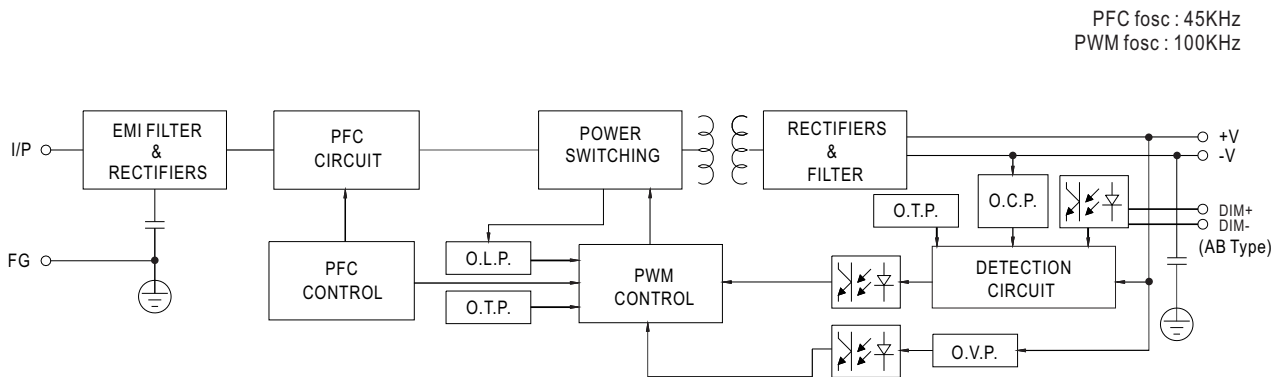 PFC fosc : 45KHz
PWM fosc : 100KHz
I/P
EMI FILTER
&
RECTIFIERS
PFC
CIRCUIT
POWER
SWITCHING
RECTIFIERS
&
FILTER
+V
-V
O.T.P.
O.C.P.
DIM+
DIM-
(AB Type)
FG
PFC
CONTROL
O.L.P.
O.T.P.
PWM
CONTROL
DETECTION
CIRCUIT
O.V.P.